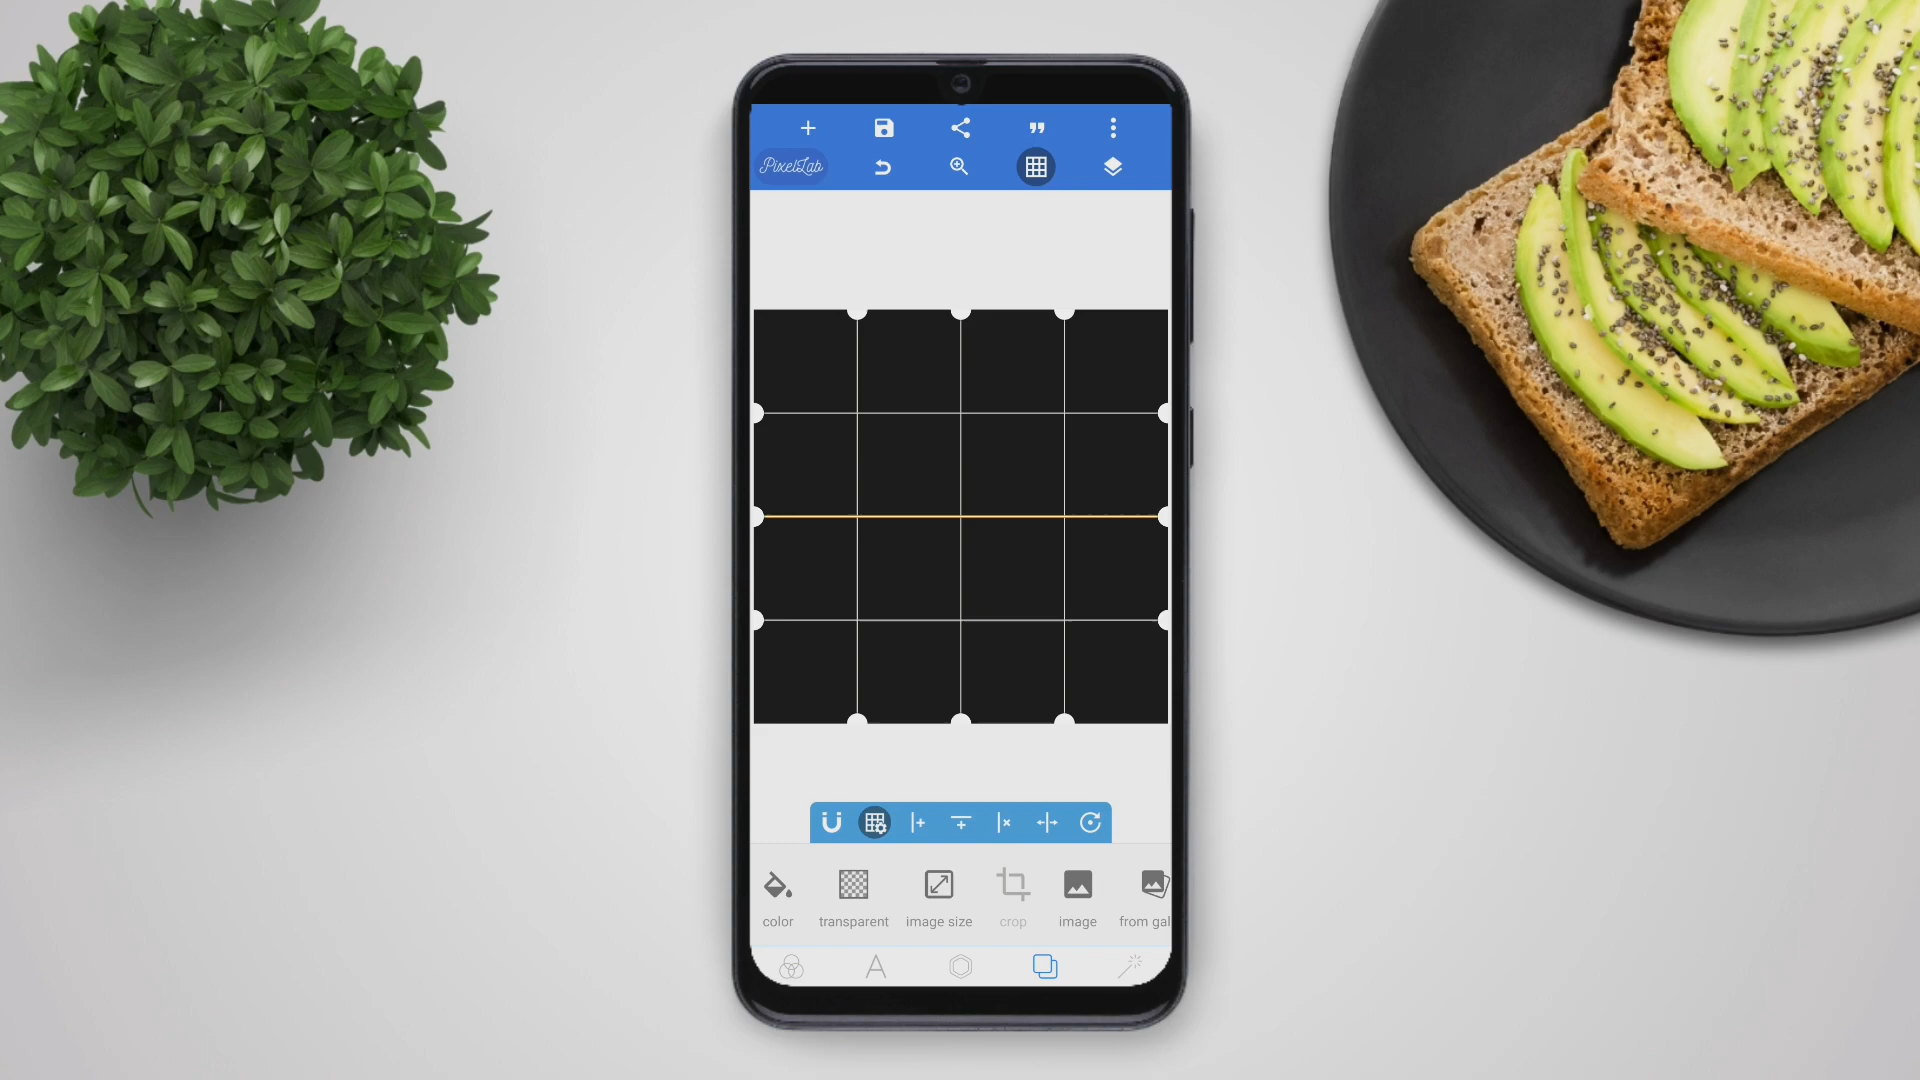 PixelLab
color
transparent
image size
crop
image
from gal